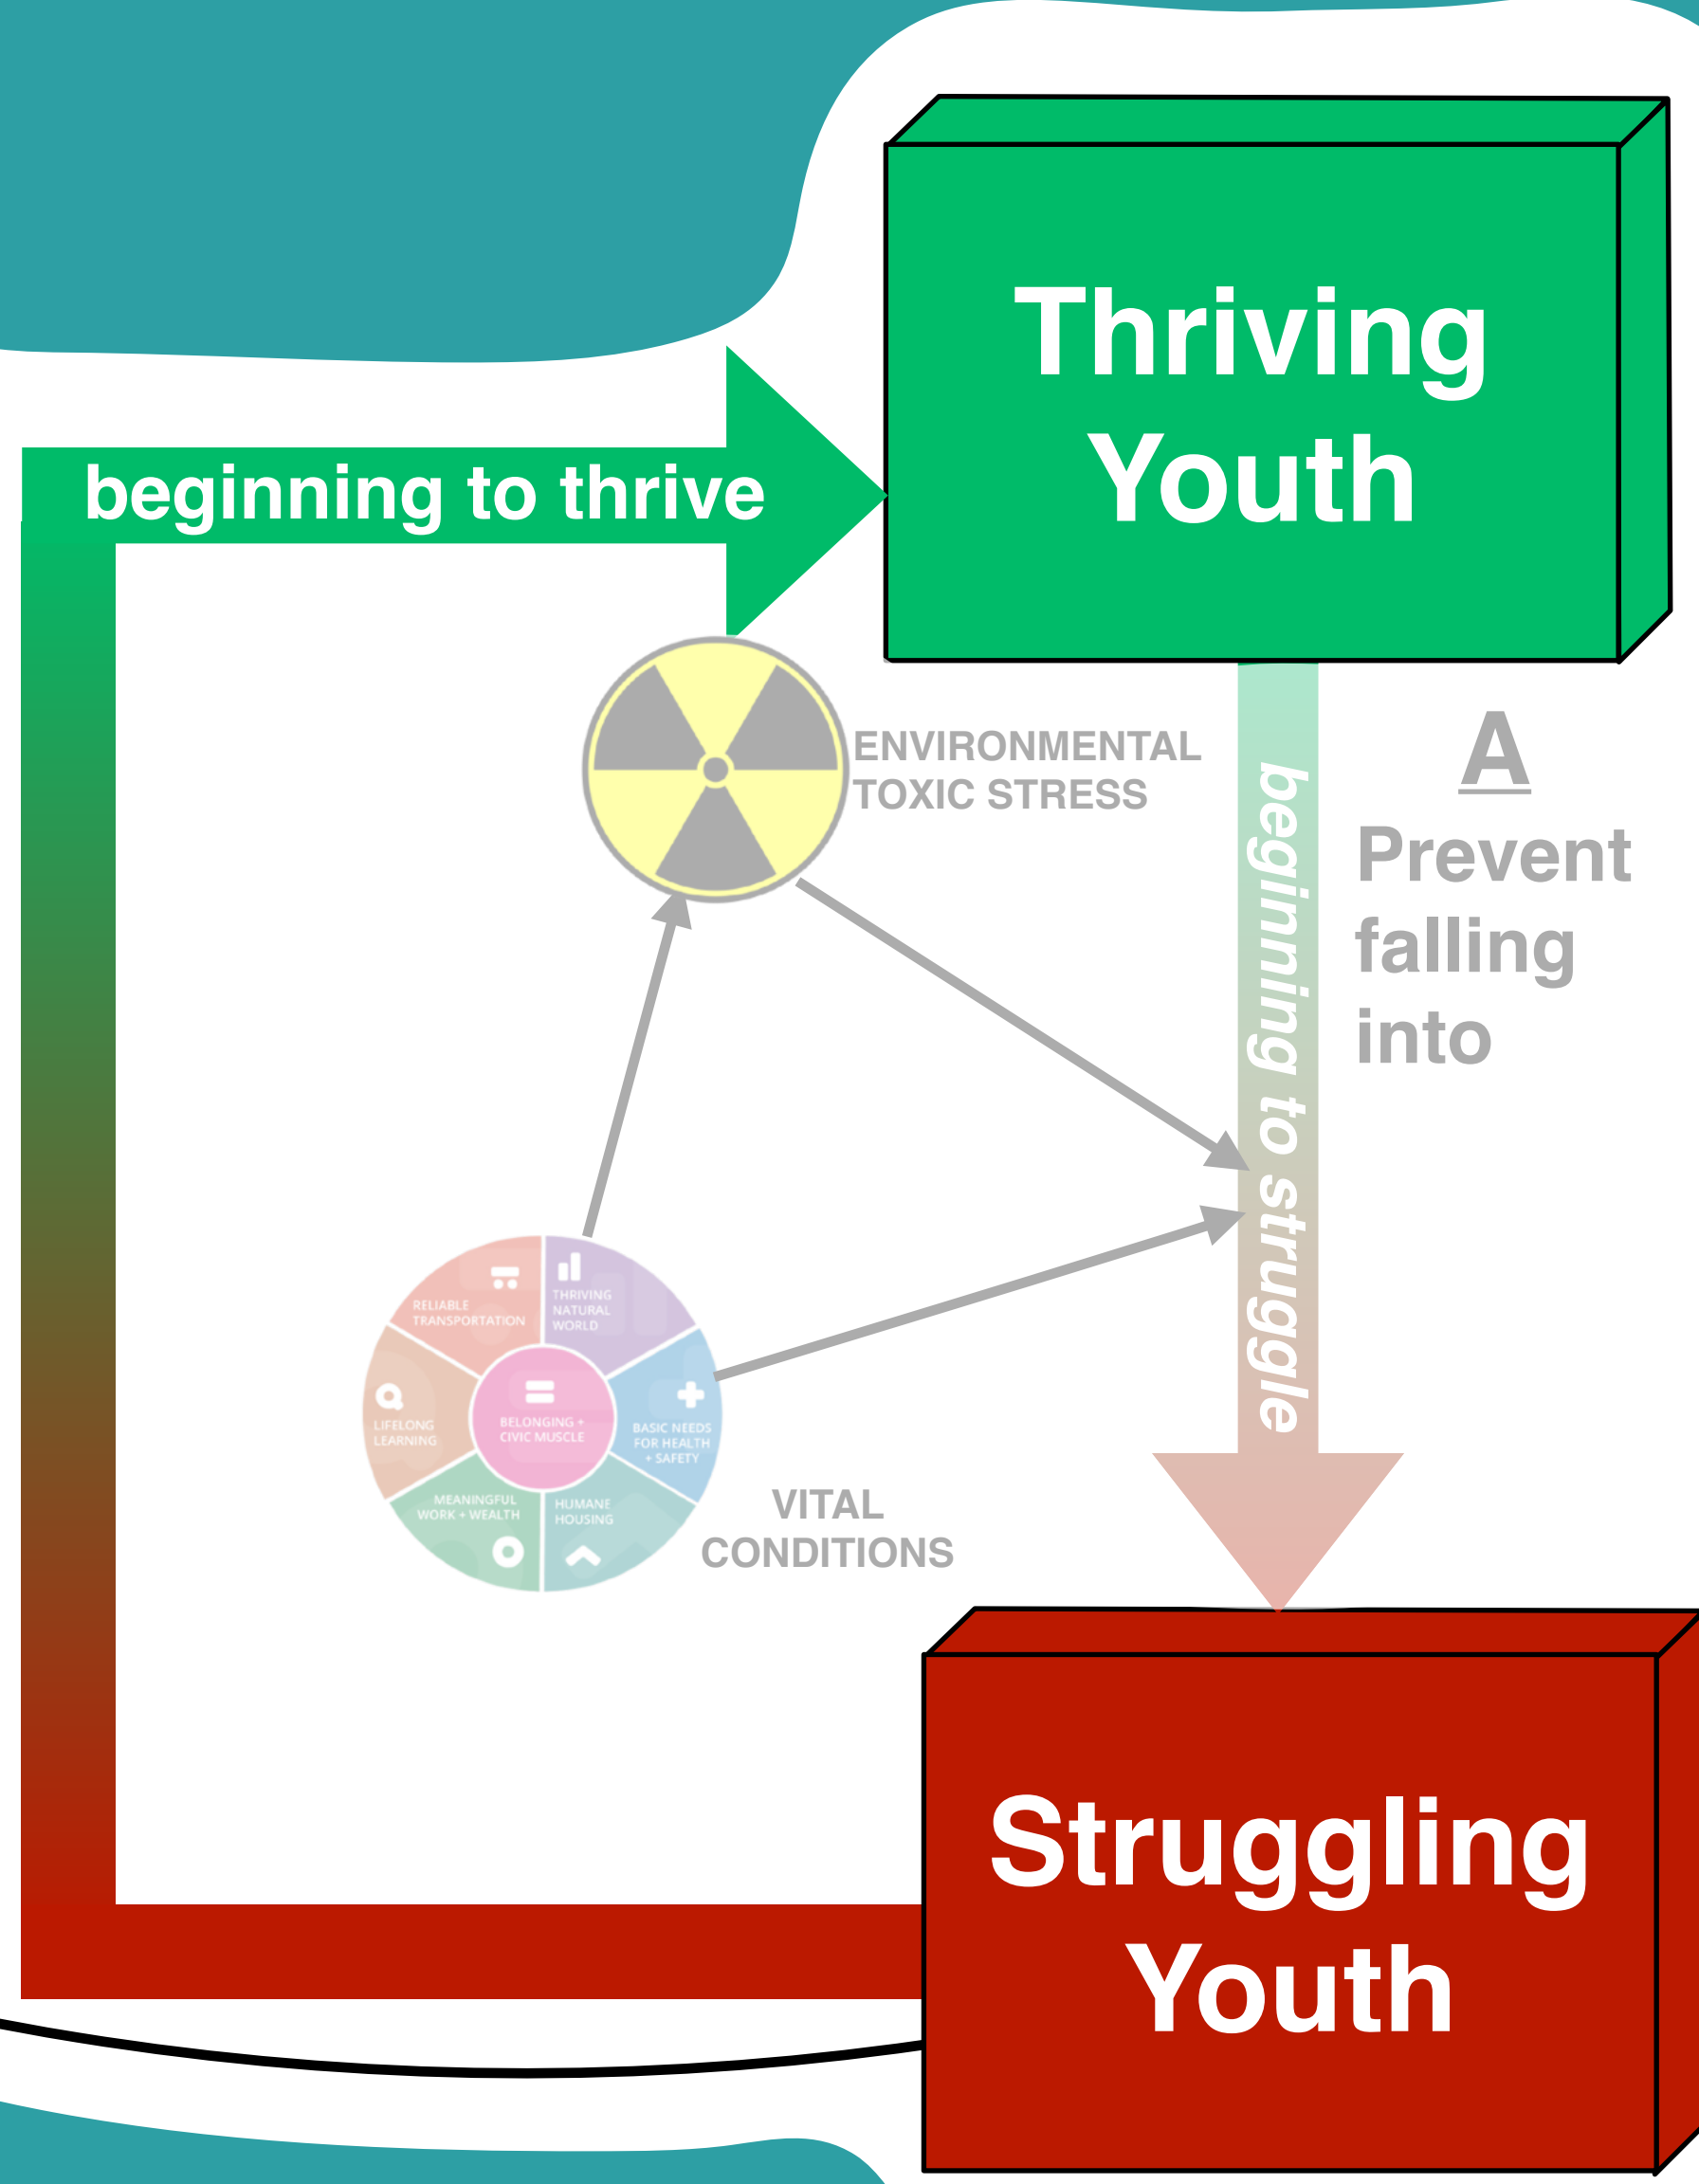 Thriving
Youth
beginning to thrive
ENVIRONMENTAL
TOXIC STRESS
A
Prevent
falling
into
beginning to struggle
RELIABLE
TRANSPORTATION
THRIVING
NATURAL
WORLD
LIFELONG
LEARNING
BELONGING +
CIVIC MUSCLE
BASIC NEEDS
FOR HEALTH
+ SAFETY
MEANINGFUL
WORK + WEALTH
HUMANE
HOUSING
VITAL
CONDITIONS
Struggling
Youth